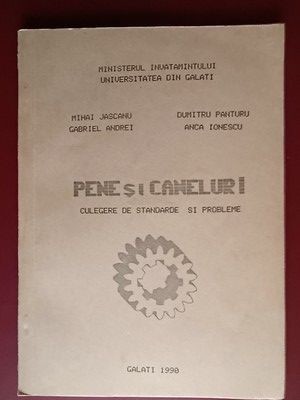 MINISTERUL INVATAMINTULUI
UNIVERSITATEA DIN GALATI
MIHAI JASCANU DUMITRU PANTURU
GABRIEL ANDREI ANCA IONESCU
PENE ȘI CANELURI
CULEGERE DE STANDARDE SI PROBLEME
GALATI 1990